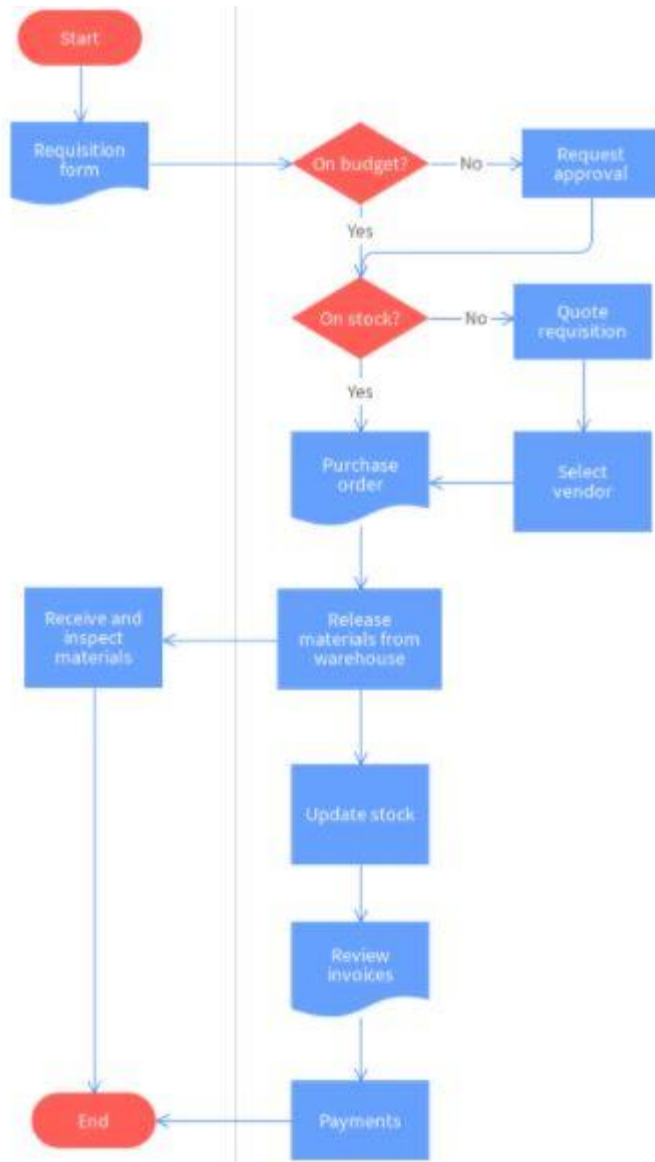 Start
Requisition
form
On budget?
No
Request
approval
Yes
On stock?
No
Quote
requisition
Yes
Purchase
order
Select
vendor
Receive and
inspect
materials
Release
materials from
warehouse
Update stock
Review
invoices
End
Payments